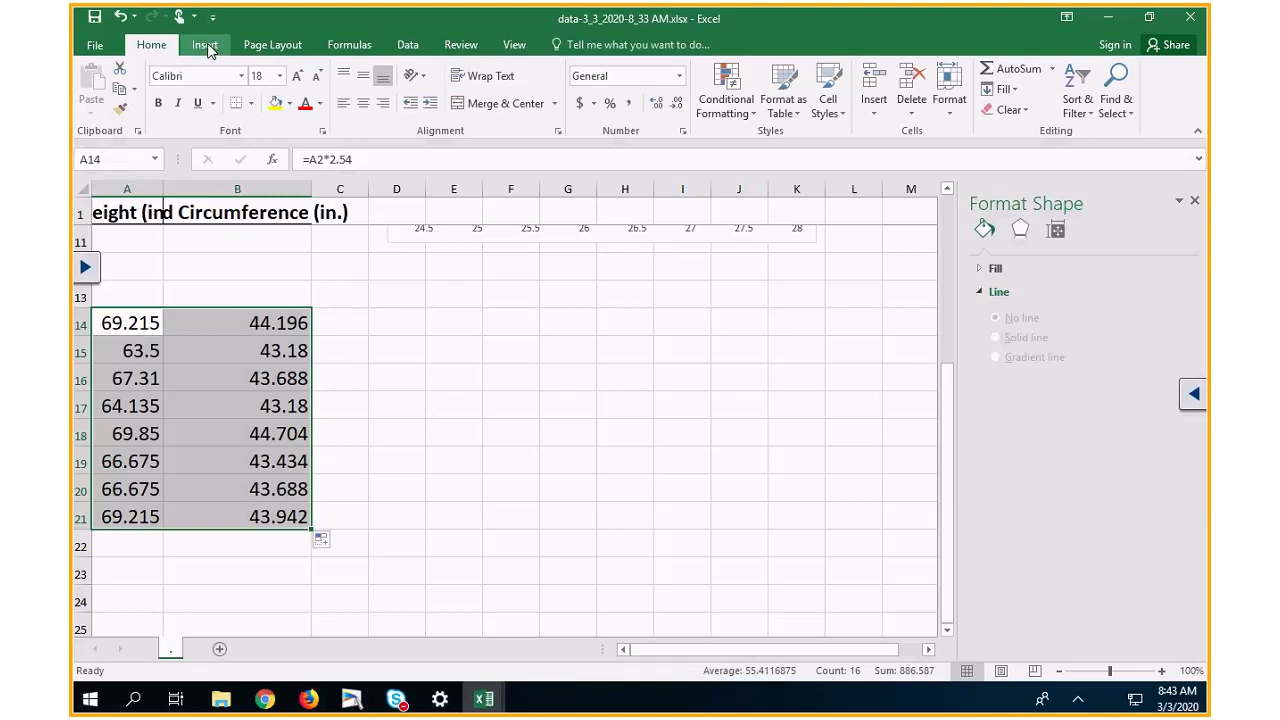 data-3_3_2020-8_33 AM.xlsx - Excel
File Home Insert Page Layout Formulas Data Review View Tell me what you want to do... Sign in Share
Calibri 18 Wrap Text General AutoSum
Paste B I U Merge & Center $ % , Conditional Formatting Format as Table Cell Styles Insert Delete Format Fill Clear Sort & Filter Find & Select
Clipboard Font Alignment Number Styles Cells Editing
A14 fx =A2*2.54
A B C D E F G H I J K L M
Format Shape
1 eight (in d Circumference (in.)
11 24.5 25 25.5 26 26.5 27 27.5 28
Fill
13
Line
14 69.215 44.196
No line
15 63.5 43.18
Solid line
16 67.31 43.688
Gradient line
17 64.135 43.18
18 69.85 44.704
19 66.675 43.434
20 66.675 43.688
21 69.215 43.942
22
23
24
25
.
Ready Average: 55.4116875 Count: 16 Sum: 886.587 100%
8:43 AM
3/3/2020